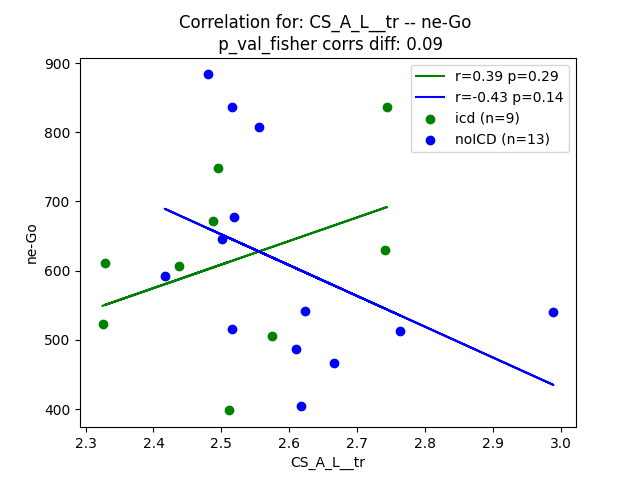 Correlation for: CS_A_L__tr -- ne-Go
p_val_fisher corrs diff: 0.09
r=0.39 p=0.29
r=-0.43 p=0.14
icd (n=9)
noICD (n=13)
900
800
700
600
500
400
ne-Go
2.3 2.4 2.5 2.6 2.7 2.8 2.9 3.0
CS_A_L__tr